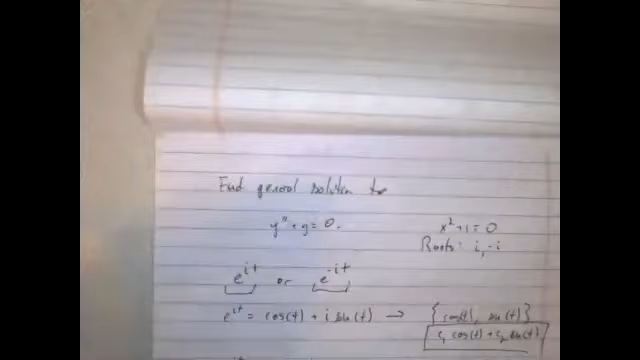 Find general solution to
y'' + y = 0.
x² + 1 = 0
Roots: i, -i
e^{it} or e^{-it}
e^{it} = cos(t) + i sin(t) → {cos(t), sin(t)}
c₁ cos(t) + c₂ sin(t)